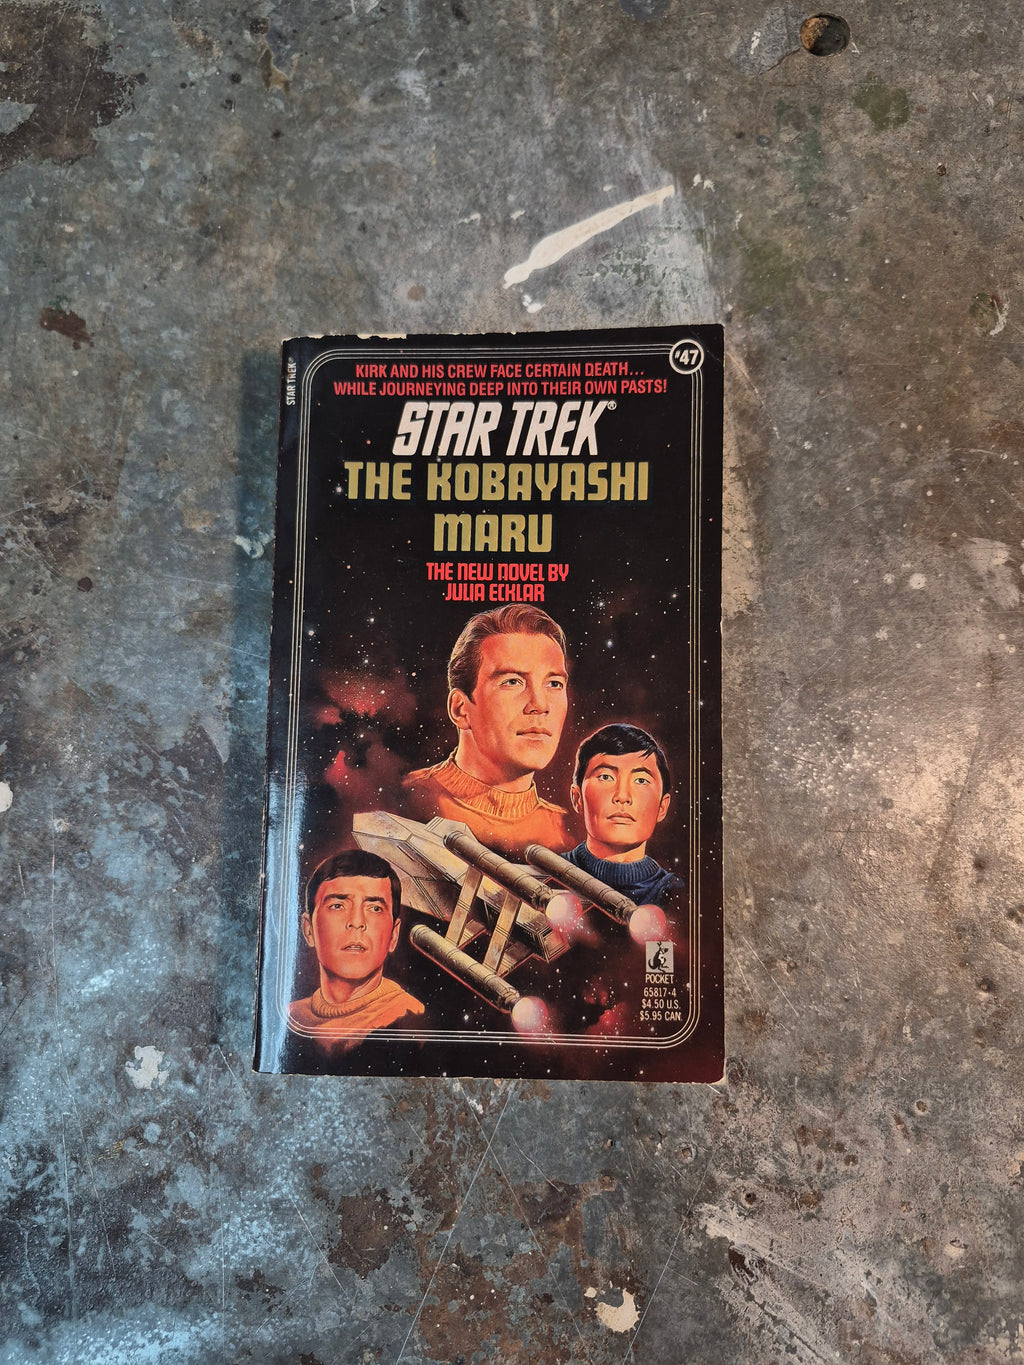 STAR TREK®
#47
KIRK AND HIS CREW FACE CERTAIN DEATH...
WHILE JOURNEYING DEEP INTO THEIR OWN PASTS!
STAR TREK®
THE KOBAYASHI
MARU
THE NEW NOVEL BY
JULIA ECKLAR
POCKET
65817-4
$4.50 U.S.
$5.95 CAN.